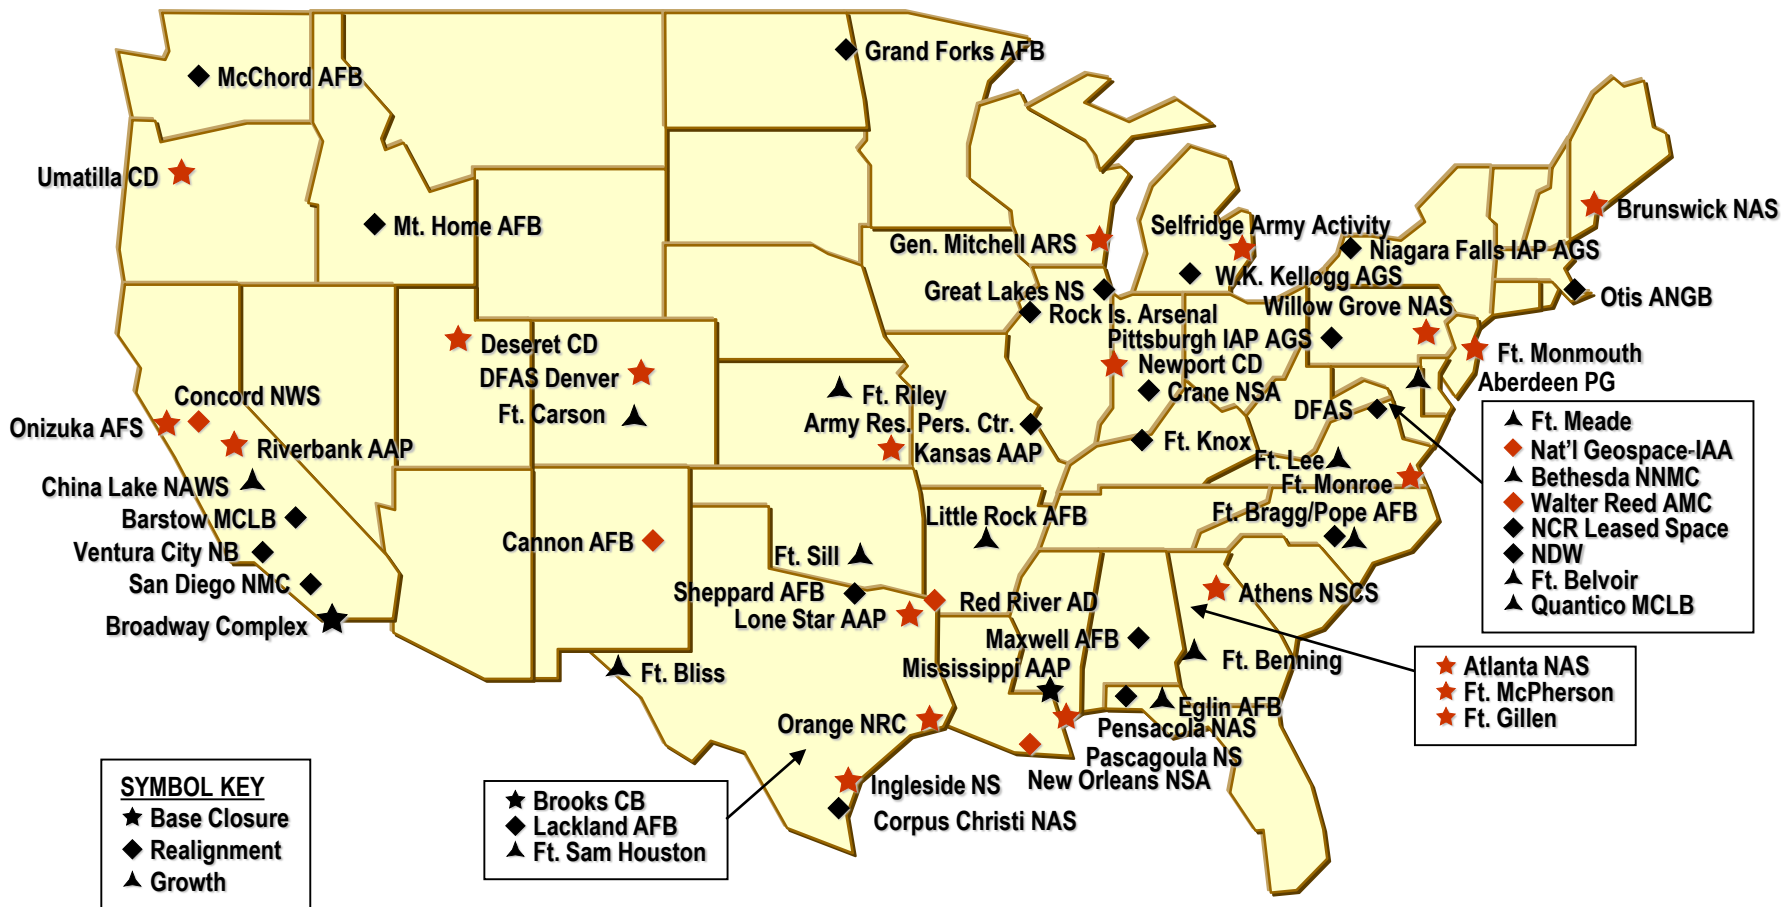 Grand Forks AFB
McChord AFB
Umatilla CD
Mt. Home AFB
Brunswick NAS
Selfridge Army Activity
Gen. Mitchell ARS
Niagara Falls IAP AGS
W.K. Kellogg AGS
Great Lakes NS
Otis ANGB
Willow Grove NAS
Rock Is. Arsenal
Pittsburgh IAP AGS
Deseret CD
Ft. Monmouth
Newport CD
DFAS Denver
Aberdeen PG
Concord NWS
Ft. Riley
Crane NSA
Ft. Carson
DFAS
Onizuka AFS
Army Res. Pers. Ctr.
Riverbank AAP
Kansas AAP
Ft. Knox
Ft. Lee
Ft. Monroe
China Lake NAWS
Barstow MCLB
Little Rock AFB
Ft. Bragg/Pope AFB
Cannon AFB
Ventura City NB
Ft. Sill
San Diego NMC
Sheppard AFB
Athens NSCS
Red River AD
Lone Star AAP
Broadway Complex
Maxwell AFB
Ft. Benning
Mississippi AAP
Ft. Bliss
Eglin AFB
Orange NRC
Pensacola NAS
Pascagoula NS
New Orleans NSA
Ingleside NS
Corpus Christi NAS
Ft. Meade
Nat'l Geospace-IAA
Bethesda NNMC
Walter Reed AMC
NCR Leased Space
NDW
Ft. Belvoir
Quantico MCLB
Atlanta NAS
Ft. McPherson
Ft. Gillen
Brooks CB
Lackland AFB
Ft. Sam Houston
SYMBOL KEY
Base Closure
Realignment
Growth